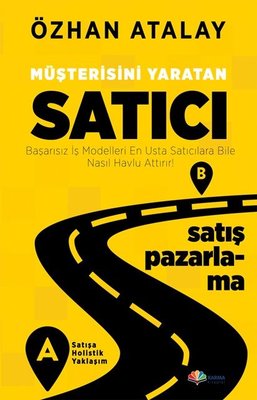 ÖZHAN ATALAY
MÜŞTERİSİNİ YARATAN
SATICI
Başarısız İş Modelleri En Usta Satıcılara Bile
Nasıl Havlu Attırır!
B
satış
pazarla-
ma
A
Satışa
Holistik
Yaklaşım
KARMA